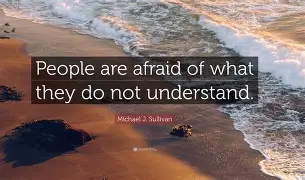 People are afraid of what
they do not understand.
Michael J. Sullivan